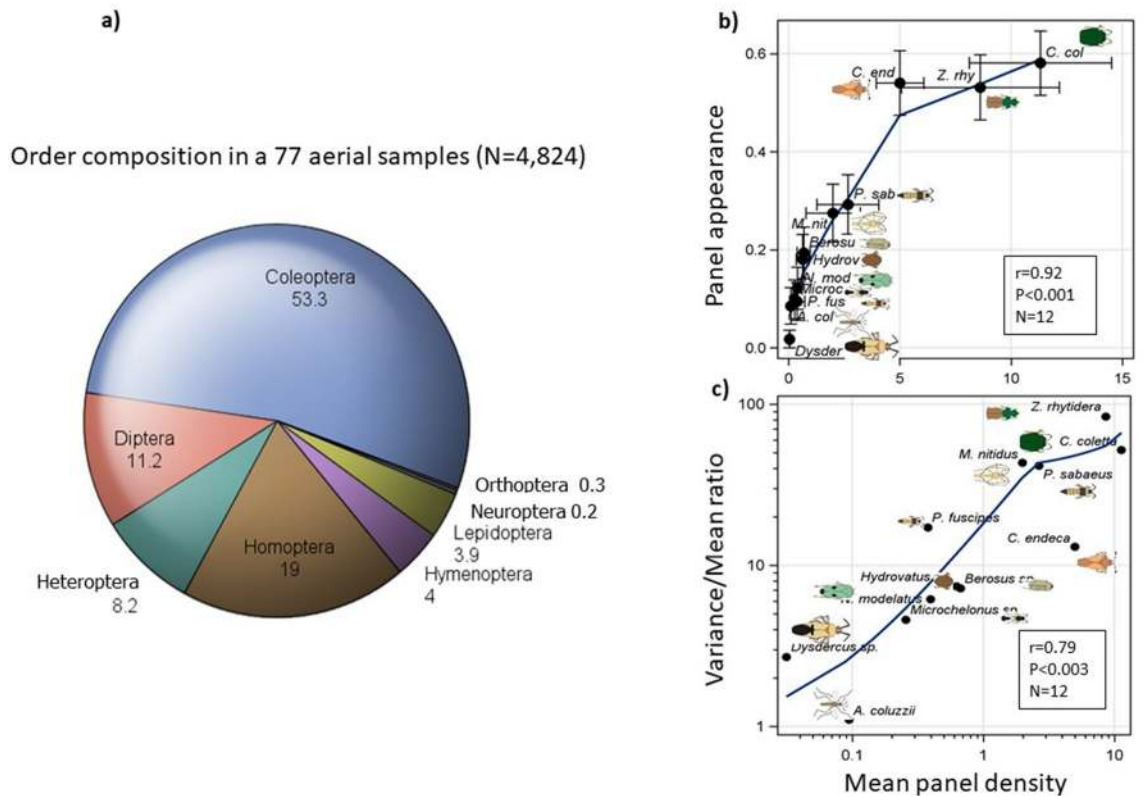 a)
Order composition in a 77 aerial samples (N=4,824)
Coleoptera
53.3
Diptera
11.2
Heteroptera
8.2
Homoptera
19
Orthoptera 0.3
Neuroptera 0.2
Lepidoptera
3.9
Hymenoptera
4
b)
Panel appearance
0.6
0.4
0.2
0.0
C. col
C. end
Z. rhy
P. sab
M. nit
Berosu
Hydrov
mod
Microc
P. fus
A. col
Dysder
r=0.92
P<0.001
N=12
0
5
10
15
c)
Variance/Mean ratio
100
10
1
Z. rhytidera
C. coletta
M. nitidus
P. sabaeus
P. fuscipes
C. endeca
Hydrovatus
Berosus sp
modelatus
Microchelonus sp
Dysdercus sp.
A. coluzzii
r=0.79
P<0.003
N=12
0.1
1
10
Mean panel density